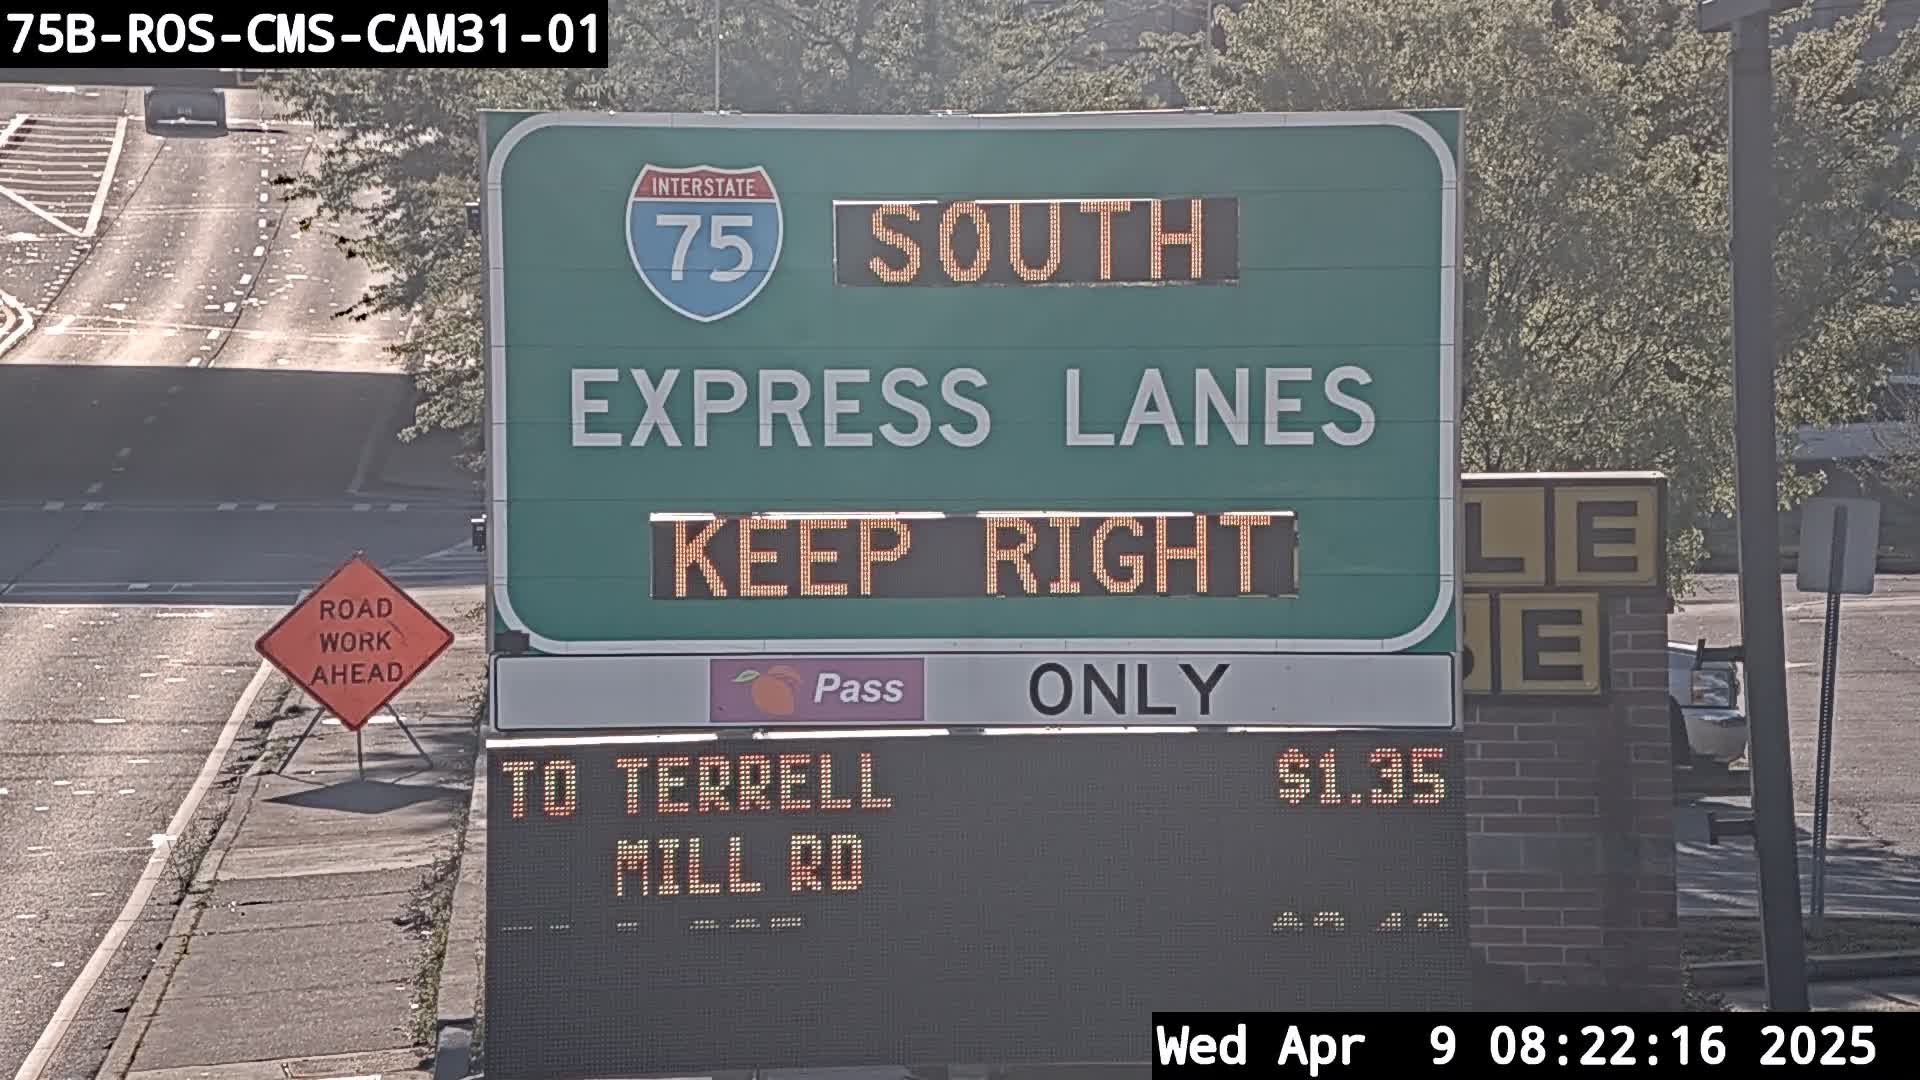 75B-ROS-CMS-CAM31-01
INTERSTATE
75
SOUTH
EXPRESS LANES
KEEP RIGHT
Pass ONLY
TO TERRELL $1.35
MILL RD
ROAD
WORK
AHEAD
LE
E
Wed Apr 9 08:22:16 2025